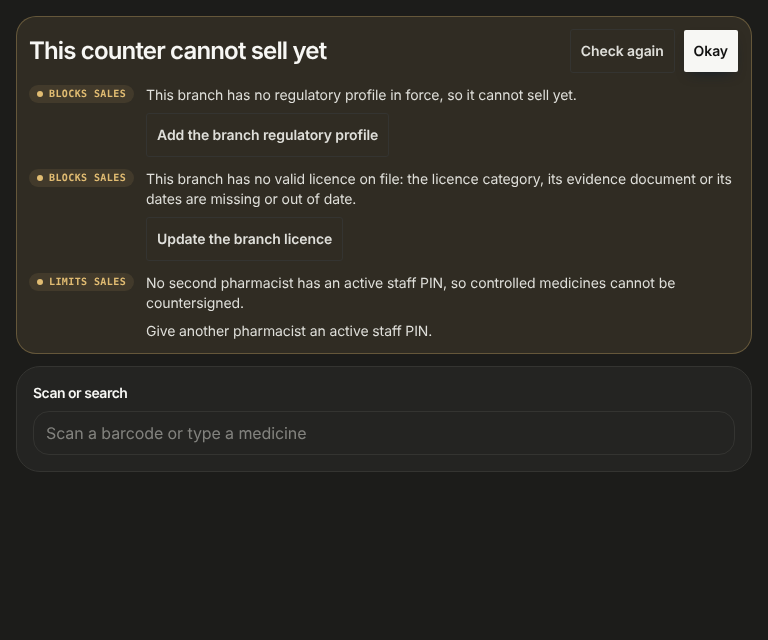 This counter cannot sell yet
Check again
Okay
BLOCKS SALES
This branch has no regulatory profile in force, so it cannot sell yet.
Add the branch regulatory profile
BLOCKS SALES
This branch has no valid licence on file: the licence category, its evidence document or its
dates are missing or out of date.
Update the branch licence
LIMITS SALES
No second pharmacist has an active staff PIN, so controlled medicines cannot be
countersigned.
Give another pharmacist an active staff PIN.
Scan or search
Scan a barcode or type a medicine